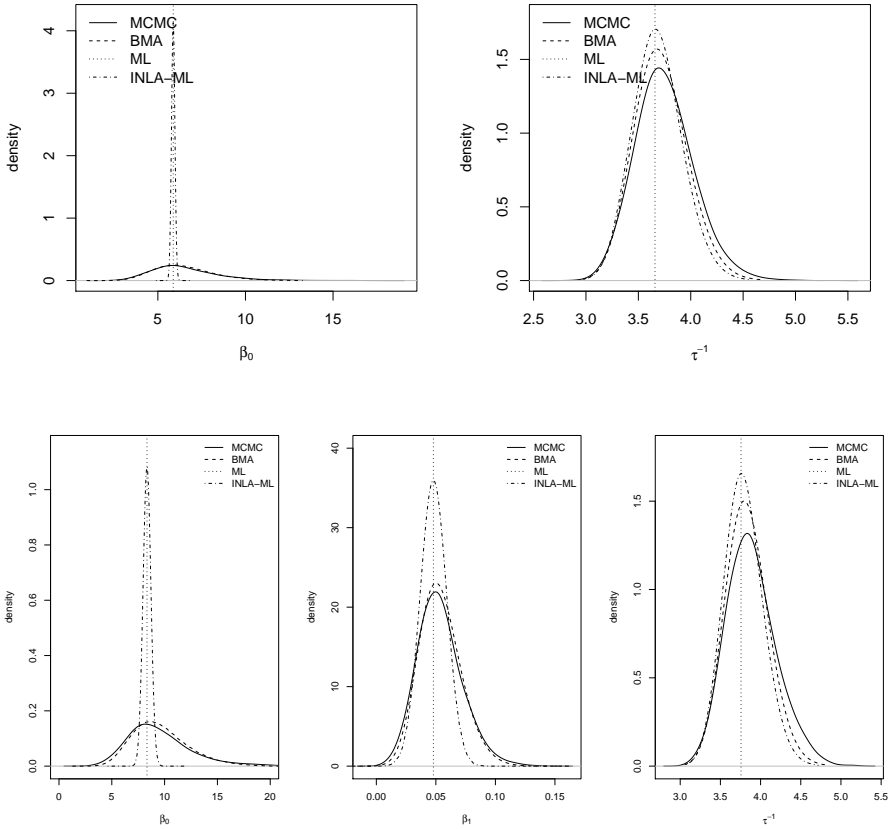 MCMC
BMA
ML
INLA−ML
density
0
1
2
3
4
5
10
15
β0
MCMC
BMA
ML
INLA−ML
density
0.0
0.5
1.0
1.5
2.5
3.0
3.5
4.0
4.5
5.0
5.5
τ−1
MCMC
BMA
ML
INLA−ML
density
0.0
0.2
0.4
0.6
0.8
1.0
0
5
10
15
20
β0
MCMC
BMA
ML
INLA−ML
density
0
10
20
30
40
0.00
0.05
0.10
0.15
β1
MCMC
BMA
ML
INLA−ML
density
0.0
0.5
1.0
1.5
3.0
3.5
4.0
4.5
5.0
5.5
τ−1